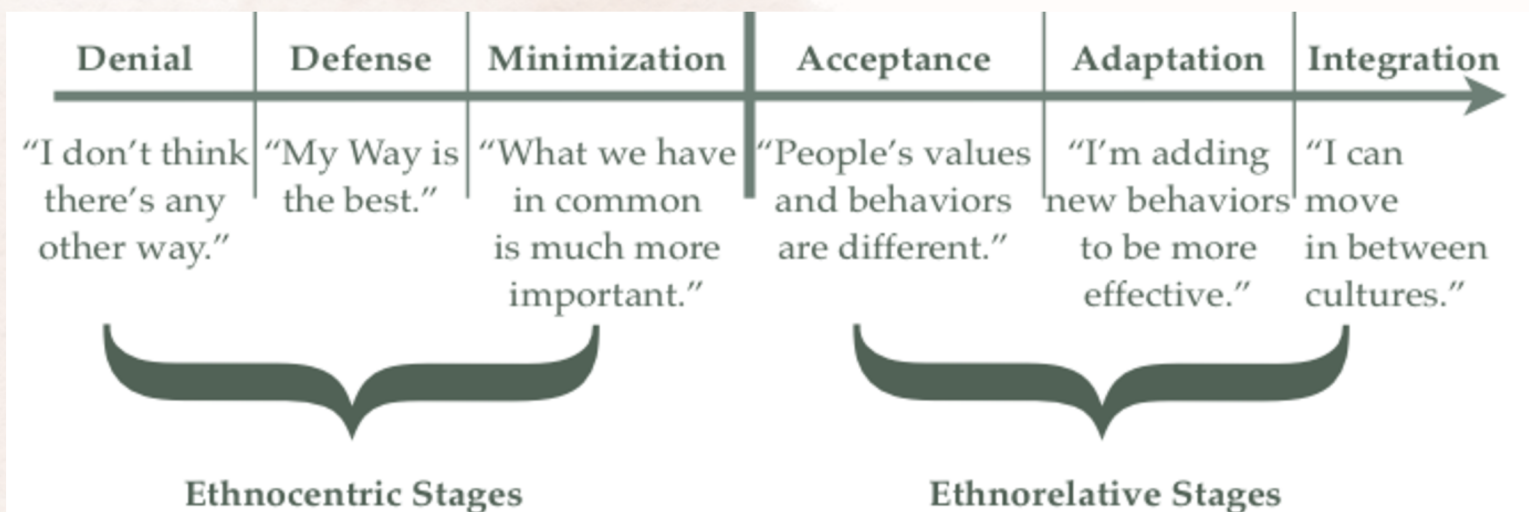 Denial
Defense
Minimization
Acceptance
Adaptation
Integration
“I don’t think
there’s any
other way.”
“My Way is
the best.”
“What we have
in common
is much more
important.”
“People’s values
and behaviors
are different.”
“I’m adding
new behaviors
to be more
effective.”
“I can
move
in between
cultures.”
Ethnocentric Stages
Ethnorelative Stages